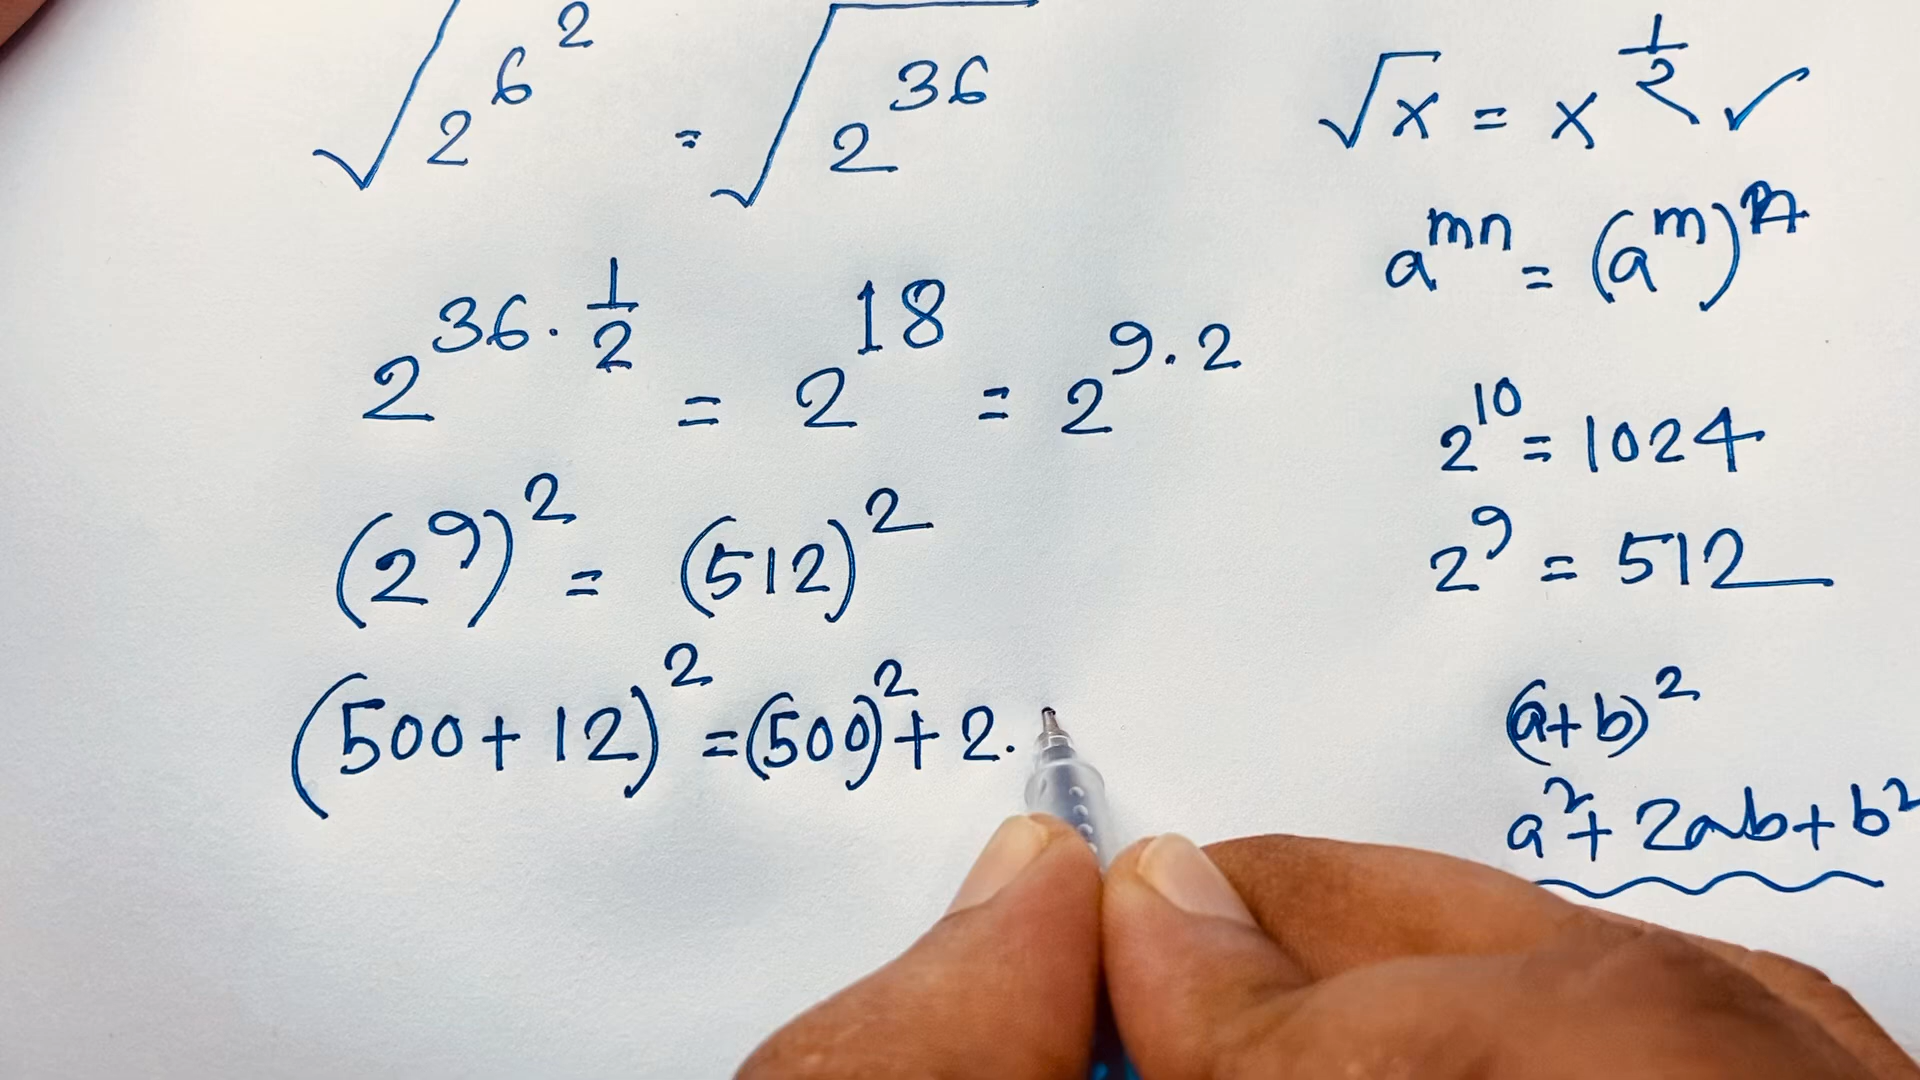 √2^6^2 = √2^36
2^36·1/2 = 2^18 = 2^9·2
(2^9)^2 = (512)^2
(500+12)^2 = (500)^2 + 2.
√x = x^1/2 ✓
a^mn = (a^m)^n
2^10 = 1024
2^9 = 512
(a+b)^2
a^2 + 2ab + b^2